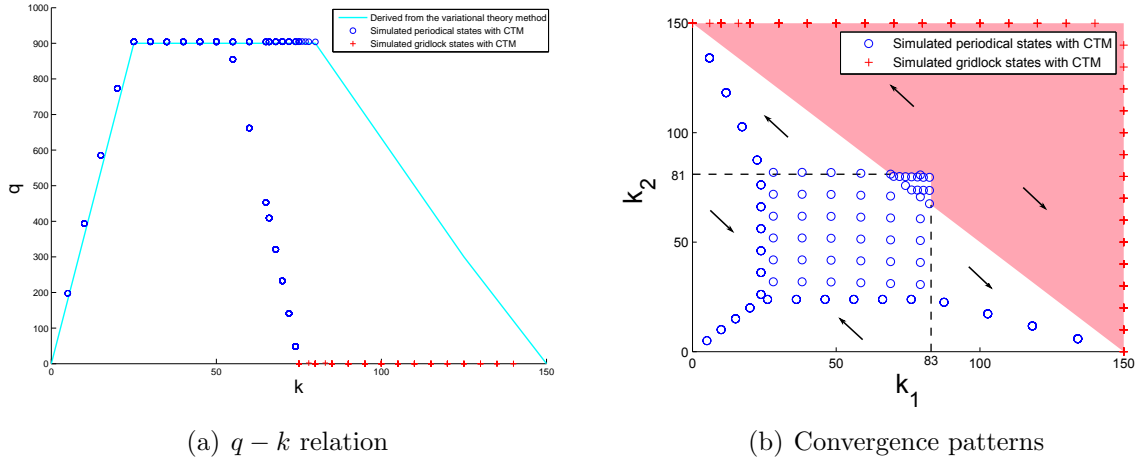 1000
900
800
700
600
500
400
300
200
100
0
q
0
50
100
150
k
Derived from the variational theory method
Simulated periodical states with CTM
Simulated gridlock states with CTM
(a) q − k relation
150
100
81
50
0
k2
0
50
83
100
150
k1
Simulated periodical states with CTM
Simulated gridlock states with CTM
(b) Convergence patterns